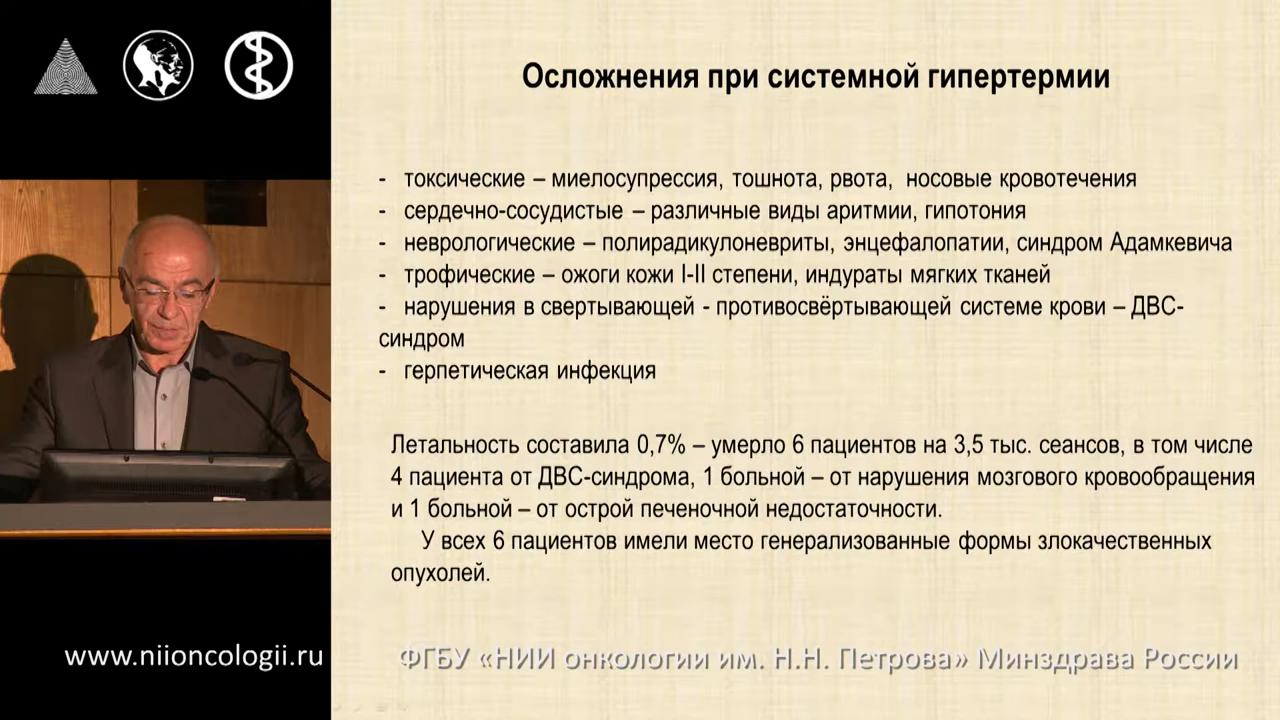 Осложнения при системной гипертермии
- токсические – миелосупрессия, тошнота, рвота, носовые кровотечения
- сердечно-сосудистые – различные виды аритмии, гипотония
- неврологические – полирадикулоневриты, энцефалопатии, синдром Адамкевича
- трофические – ожоги кожи I-II степени, индураты мягких тканей
- нарушения в свертывающей - противосвёртывающей системе крови – ДВС-
синдром
- герпетическая инфекция
Летальность составила 0,7% – умерло 6 пациентов на 3,5 тыс. сеансов, в том числе
4 пациента от ДВС-синдрома, 1 больной – от нарушения мозгового кровообращения
и 1 больной – от острой печеночной недостаточности.
У всех 6 пациентов имели место генерализованные формы злокачественных
опухолей.
www.niioncologii.ru
ФГБУ «НИИ онкологии им. Н.Н. Петрова» Минздрава России